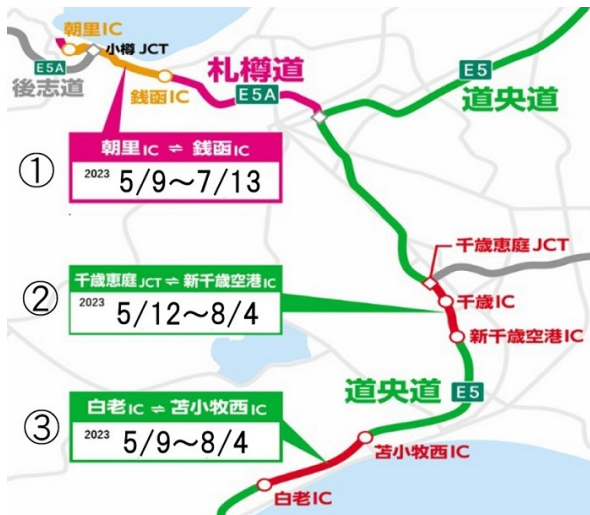 朝里IC
小樽JCT
E5A
後志道
銭函IC
札樽道
E5A
E5
道央道
①
朝里IC ⇌ 銭函IC
2023 5/9～7/13
千歳恵庭JCT
②
千歳恵庭JCT ⇌ 新千歳空港IC
2023 5/12～8/4
千歳IC
新千歳空港IC
道央道
E5
③
白老IC ⇌ 苫小牧西IC
2023 5/9～8/4
苫小牧西IC
白老IC